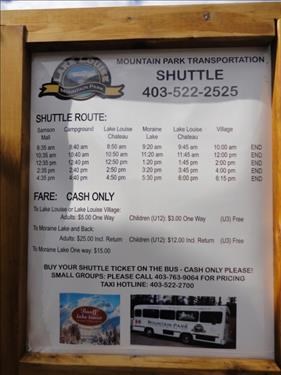 LAKE LOUISE
MOUNTAIN PARK
MOUNTAIN PARK TRANSPORTATION
SHUTTLE
403-522-2525
SHUTTLE ROUTE:
Samson Mall Campground Lake Louise Chateau Moraine Lake Lake Louise Chateau Village
8:35 am 8:40 am 8:50 am 9:20 am 9:45 am 10:00 am END
10:35 am 10:40 am 10:50 am 11:20 am 11:45 am 12:00 pm END
12:35 pm 12:40 pm 12:50 pm 1:20 pm 1:45 pm 2:00 pm END
2:35 pm 2:40 pm 2:50 pm 3:20 pm 3:45 pm 4:00 pm END
4:35 pm 4:40 pm 4:50 pm 5:30 pm 6:00 pm 6:15 pm END
FARE: CASH ONLY
To Lake Louise or Lake Louise Village:
Adults: $5.00 One Way Children (U12): $3.00 One Way (U3) Free
To Moraine Lake and Back:
Adults: $25.00 Incl. Return Children (U12): $12.00 Incl. Return (U3) Free
To Moraine Lake One way: $15.00
BUY YOUR SHUTTLE TICKET ON THE BUS - CASH ONLY PLEASE!
SMALL GROUPS: PLEASE CALL 403-763-9064 FOR PRICING
TAXI HOTLINE: 403-522-2700
Banff
Lake Louise
MOUNTAIN PARK